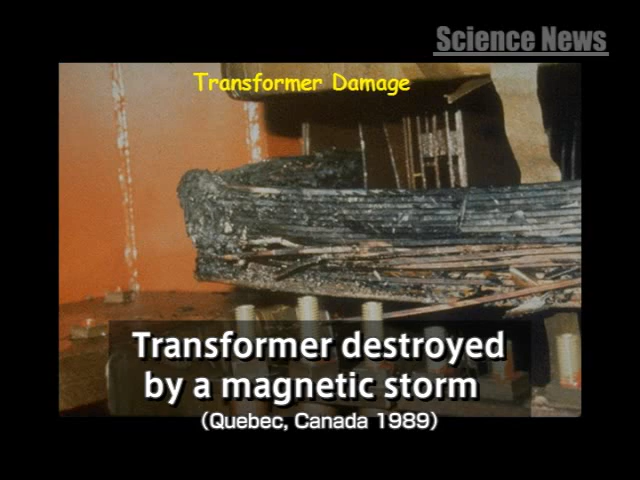 Science News
Transformer Damage
Transformer destroyed
by a magnetic storm
(Quebec, Canada 1989)